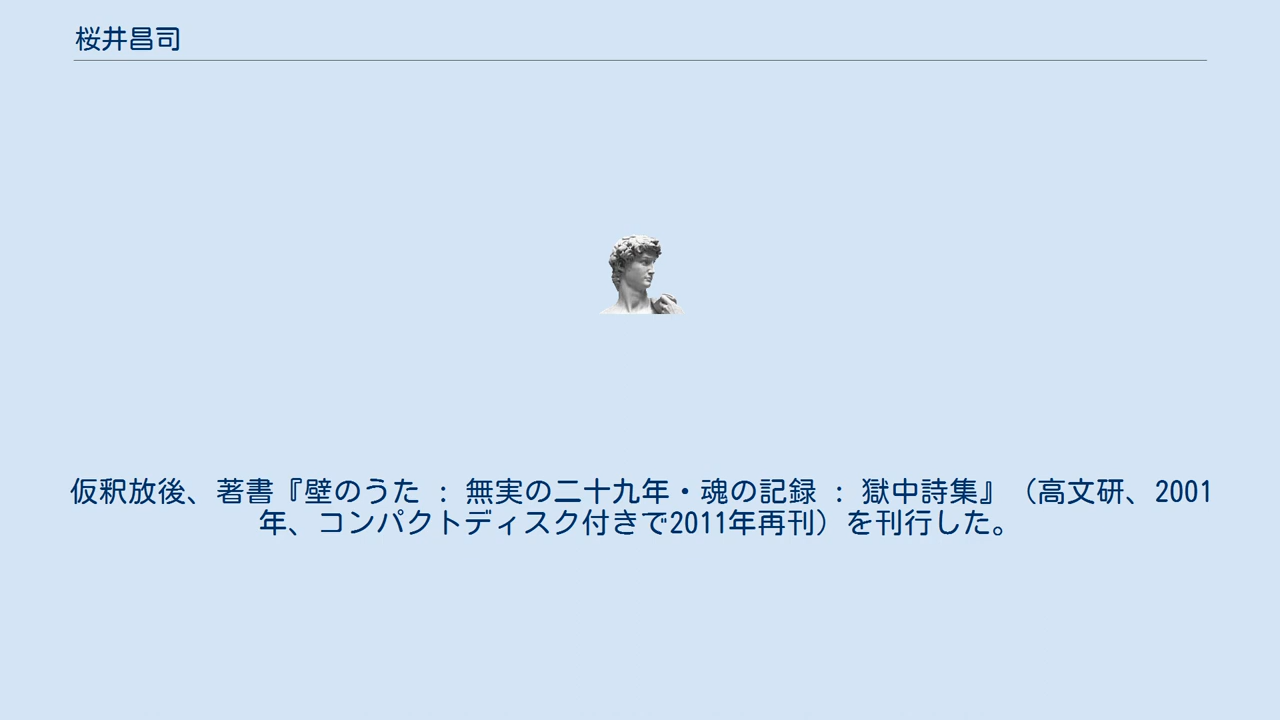 桜井昌司
仮釈放後、著書『壁のうた : 無実の二十九年・魂の記録 : 獄中詩集』（高文研、2001
年、コンパクトディスク付きで2011年再刊）を刊行した。